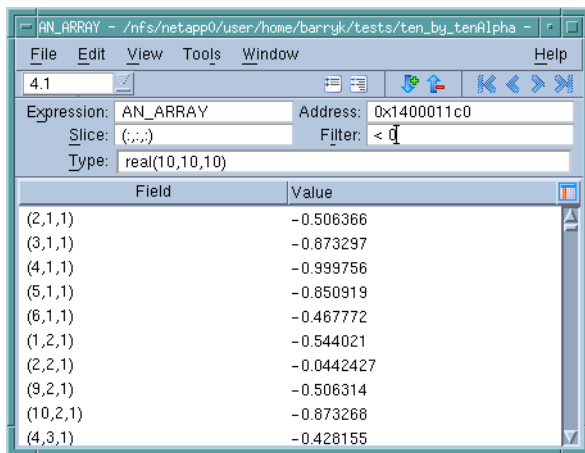 AN_ARRAY - /nfs/netapp0/user/home/barryk/tests/ten_by_tenAlpha -
File Edit View Tools Window Help
4.1
Expression: AN_ARRAY Address: 0x1400011c0
Slice: (:,:,:) Filter: < 0
Type: real(10,10,10)
Field Value
(2,1,1) -0.506366
(3,1,1) -0.873297
(4,1,1) -0.999756
(5,1,1) -0.850919
(6,1,1) -0.467772
(1,2,1) -0.544021
(2,2,1) -0.0442427
(9,2,1) -0.506314
(10,2,1) -0.873268
(4,3,1) -0.428155